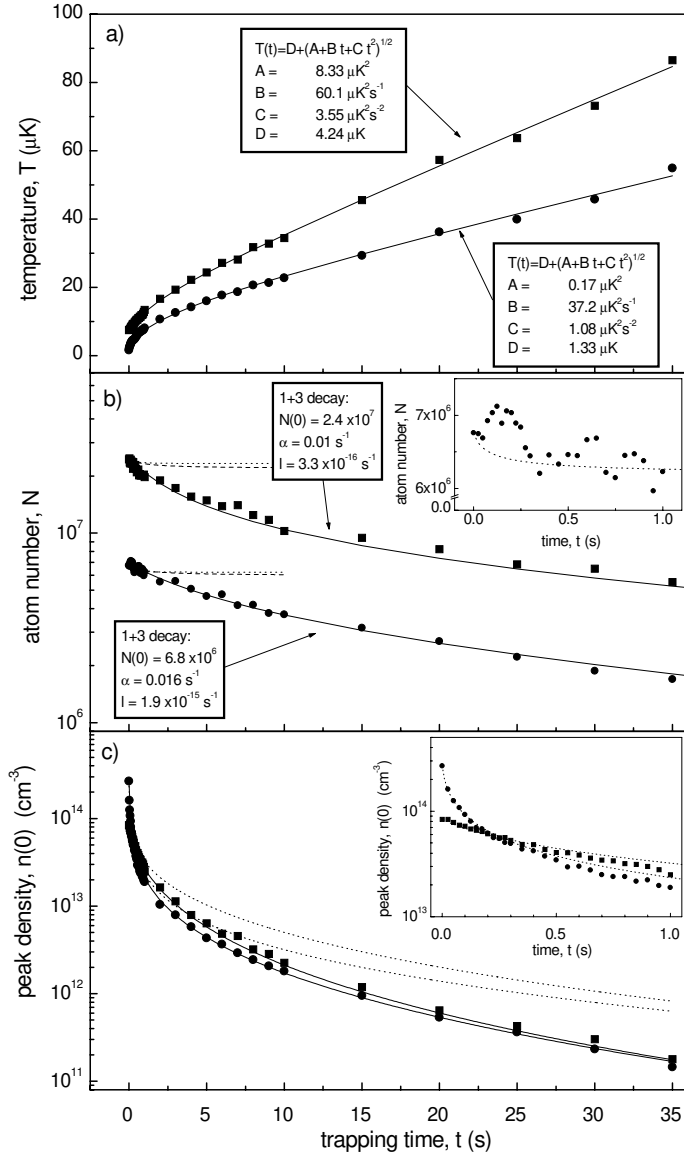 a)
100
80
60
40
20
0
temperature, T (μK)
T(t)=D+(A+B t+C t²)^1/2
A = 8.33 μK²
B = 60.1 μK²s⁻¹
C = 3.55 μK²s⁻²
D = 4.24 μK
T(t)=D+(A+B t+C t²)^1/2
A = 0.17 μK²
B = 37.2 μK²s⁻¹
C = 1.08 μK²s⁻²
D = 1.33 μK
b)
10⁷
10⁶
atom number, N
1+3 decay:
N(0) = 2.4 x10⁷
α = 0.01 s⁻¹
l = 3.3 x10⁻¹⁶ s⁻¹
1+3 decay:
N(0) = 6.8 x10⁶
α = 0.016 s⁻¹
l = 1.9x10⁻¹⁵ s⁻¹
7x10⁶
6x10⁶
0.0
atom number, N
0.0 0.5 1.0
time, t (s)
c)
10¹⁴
10¹³
10¹²
10¹¹
peak density, n(0) (cm⁻³)
10¹⁴
10¹³
peak density, n(0) (cm⁻³)
0.0 0.5 1.0
time, t (s)
0 5 10 15 20 25 30 35
trapping time, t (s)